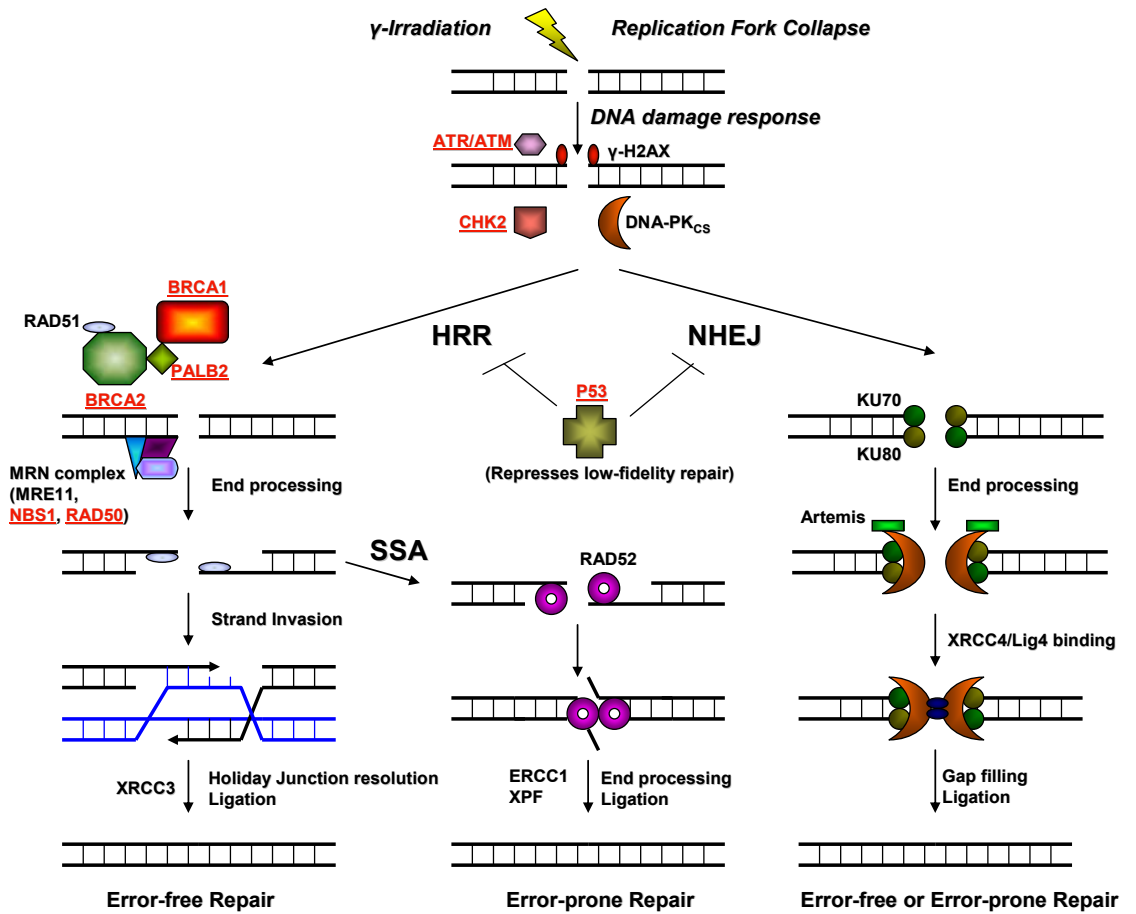 γ-Irradiation
Replication Fork Collapse
DNA damage response
ATR/ATM
γ-H2AX
CHK2
DNA-PKCS
BRCA1
RAD51
PALB2
BRCA2
HRR
NHEJ
P53
(Represses low-fidelity repair)
KU70
KU80
MRN complex
(MRE11,
NBS1, RAD50)
End processing
End processing
Artemis
SSA
RAD52
Strand Invasion
XRCC4/Lig4 binding
XRCC3
Holiday Junction resolution
Ligation
ERCC1
XPF
End processing
Ligation
Gap filling
Ligation
Error-free Repair
Error-prone Repair
Error-free or Error-prone Repair